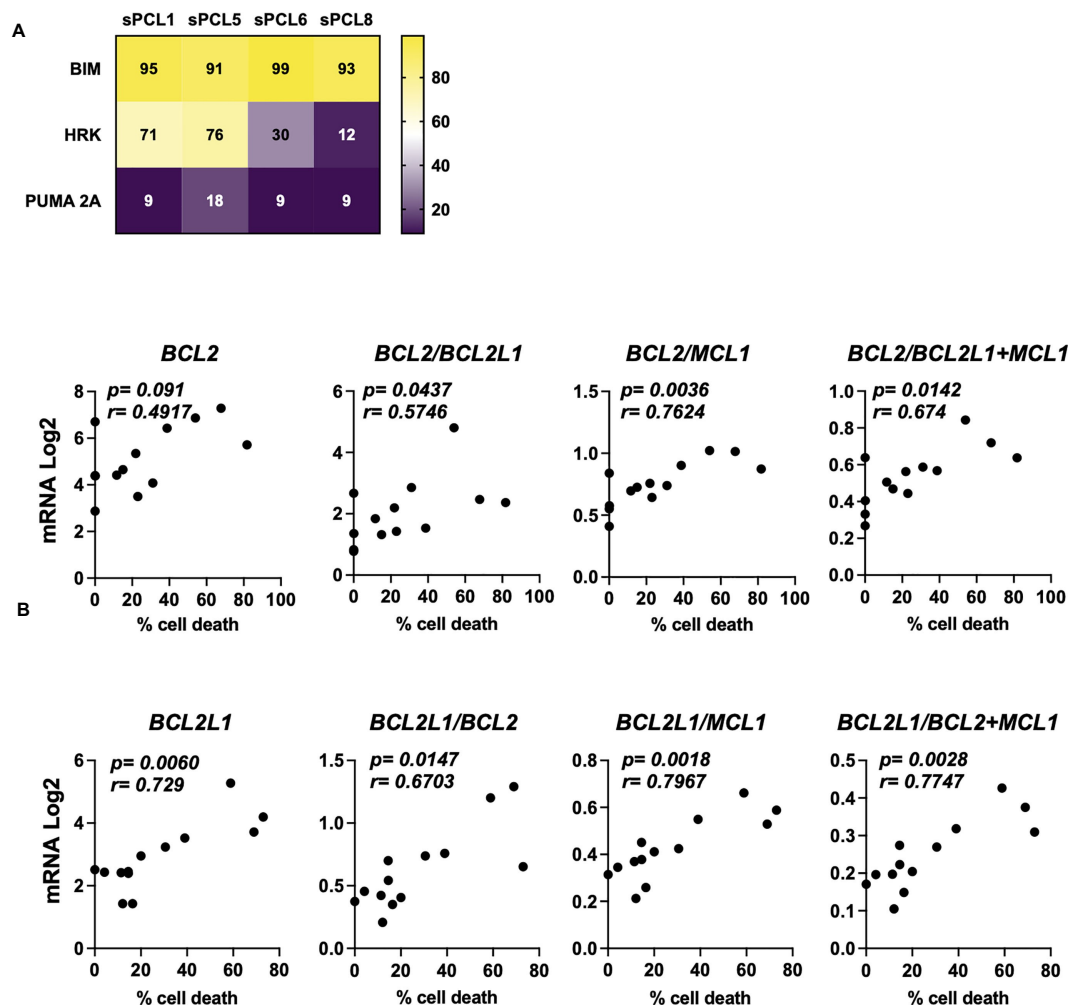 A
sPCL1 sPCL5 sPCL6 sPCL8
BIM 95 91 99 93
HRK 71 76 30 12
PUMA 2A 9 18 9 9
80
60
40
20
BCL2
p= 0.091
r= 0.4917
mRNA Log2
8
6
4
2
0
0 20 40 60 80 100
% cell death
BCL2/BCL2L1
p= 0.0437
r= 0.5746
6
4
2
0
0 20 40 60 80 100
% cell death
BCL2/MCL1
p= 0.0036
r= 0.7624
1.5
1.0
0.5
0.0
0 20 40 60 80 100
% cell death
BCL2/BCL2L1+MCL1
p= 0.0142
r= 0.674
1.0
0.8
0.6
0.4
0.2
0.0
0 20 40 60 80 100
% cell death
B
BCL2L1
p= 0.0060
r= 0.729
mRNA Log2
6
4
2
0
0 20 40 60 80
% cell death
BCL2L1/BCL2
p= 0.0147
r= 0.6703
1.5
1.0
0.5
0.0
0 20 40 60 80
% cell death
BCL2L1/MCL1
p= 0.0018
r= 0.7967
0.8
0.6
0.4
0.2
0.0
0 20 40 60 80
% cell death
BCL2L1/BCL2+MCL1
p= 0.0028
r= 0.7747
0.5
0.4
0.3
0.2
0.1
0.0
0 20 40 60 80
% cell death